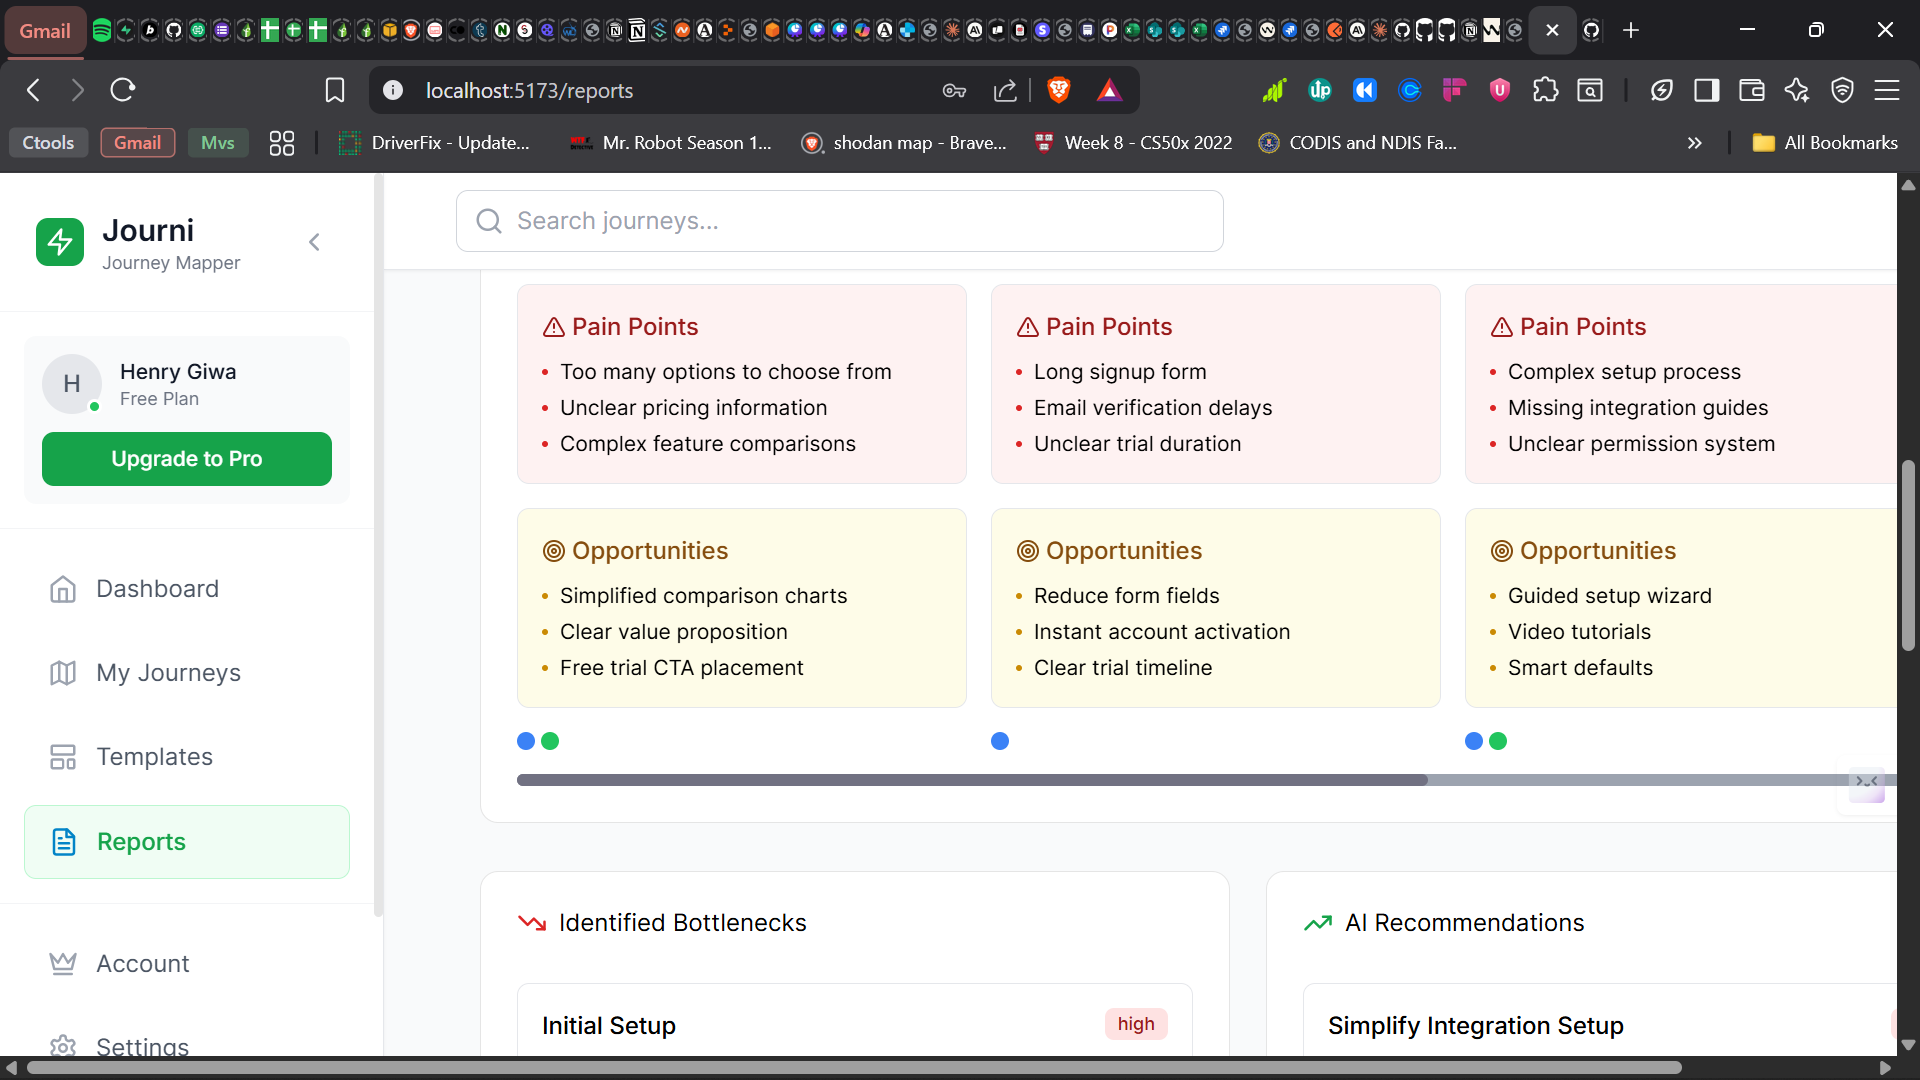 Gmail
localhost:5173/reports
Ctools
Gmail
Mvs
DriverFix - Update...
Mr. Robot Season 1...
shodan map - Brave...
Week 8 - CS50x 2022
CODIS and NDIS Fa...
All Bookmarks
Journi
Journey Mapper
H
Henry Giwa
Free Plan
Upgrade to Pro
Dashboard
My Journeys
Templates
Reports
Account
Settings
Search journeys...
Pain Points
• Too many options to choose from
• Unclear pricing information
• Complex feature comparisons
Pain Points
• Long signup form
• Email verification delays
• Unclear trial duration
Pain Points
• Complex setup process
• Missing integration guides
• Unclear permission system
Opportunities
• Simplified comparison charts
• Clear value proposition
• Free trial CTA placement
Opportunities
• Reduce form fields
• Instant account activation
• Clear trial timeline
Opportunities
• Guided setup wizard
• Video tutorials
• Smart defaults
Identified Bottlenecks
Initial Setup
high
AI Recommendations
Simplify Integration Setup